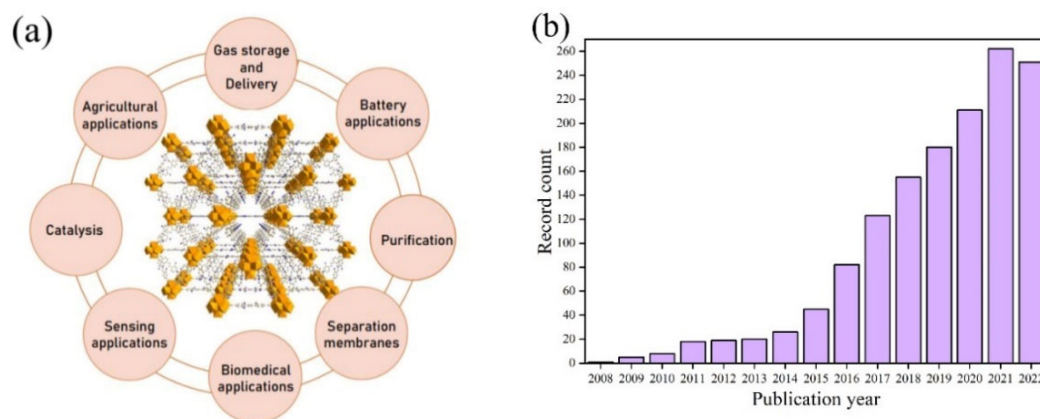 (a)
Gas storage
and
Delivery
Battery
applications
Purification
Separation
membranes
Biomedical
applications
Sensing
applications
Catalysis
Agricultural
applications
(b)
Record count
260
240
220
200
180
160
140
120
100
80
60
40
20
0
2008 2009 2010 2011 2012 2013 2014 2015 2016 2017 2018 2019 2020 2021 2022
Publication year